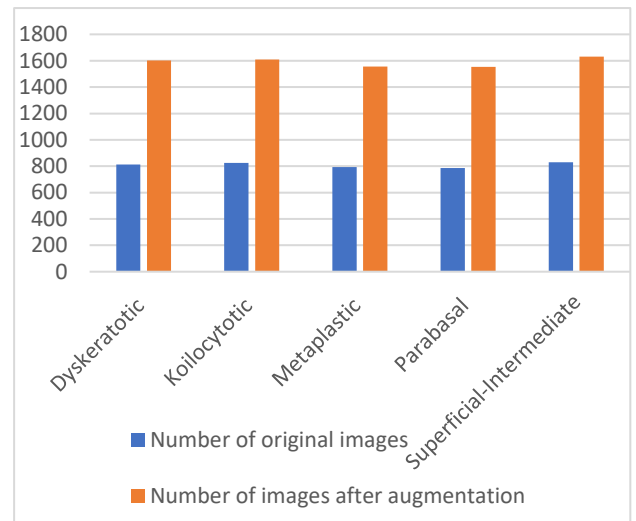 1800
1600
1400
1200
1000
800
600
400
200
0
Dyskeratotic
Koilocytotic
Metaplastic
Parabasal
Superficial-Intermediate
Number of original images
Number of images after augmentation